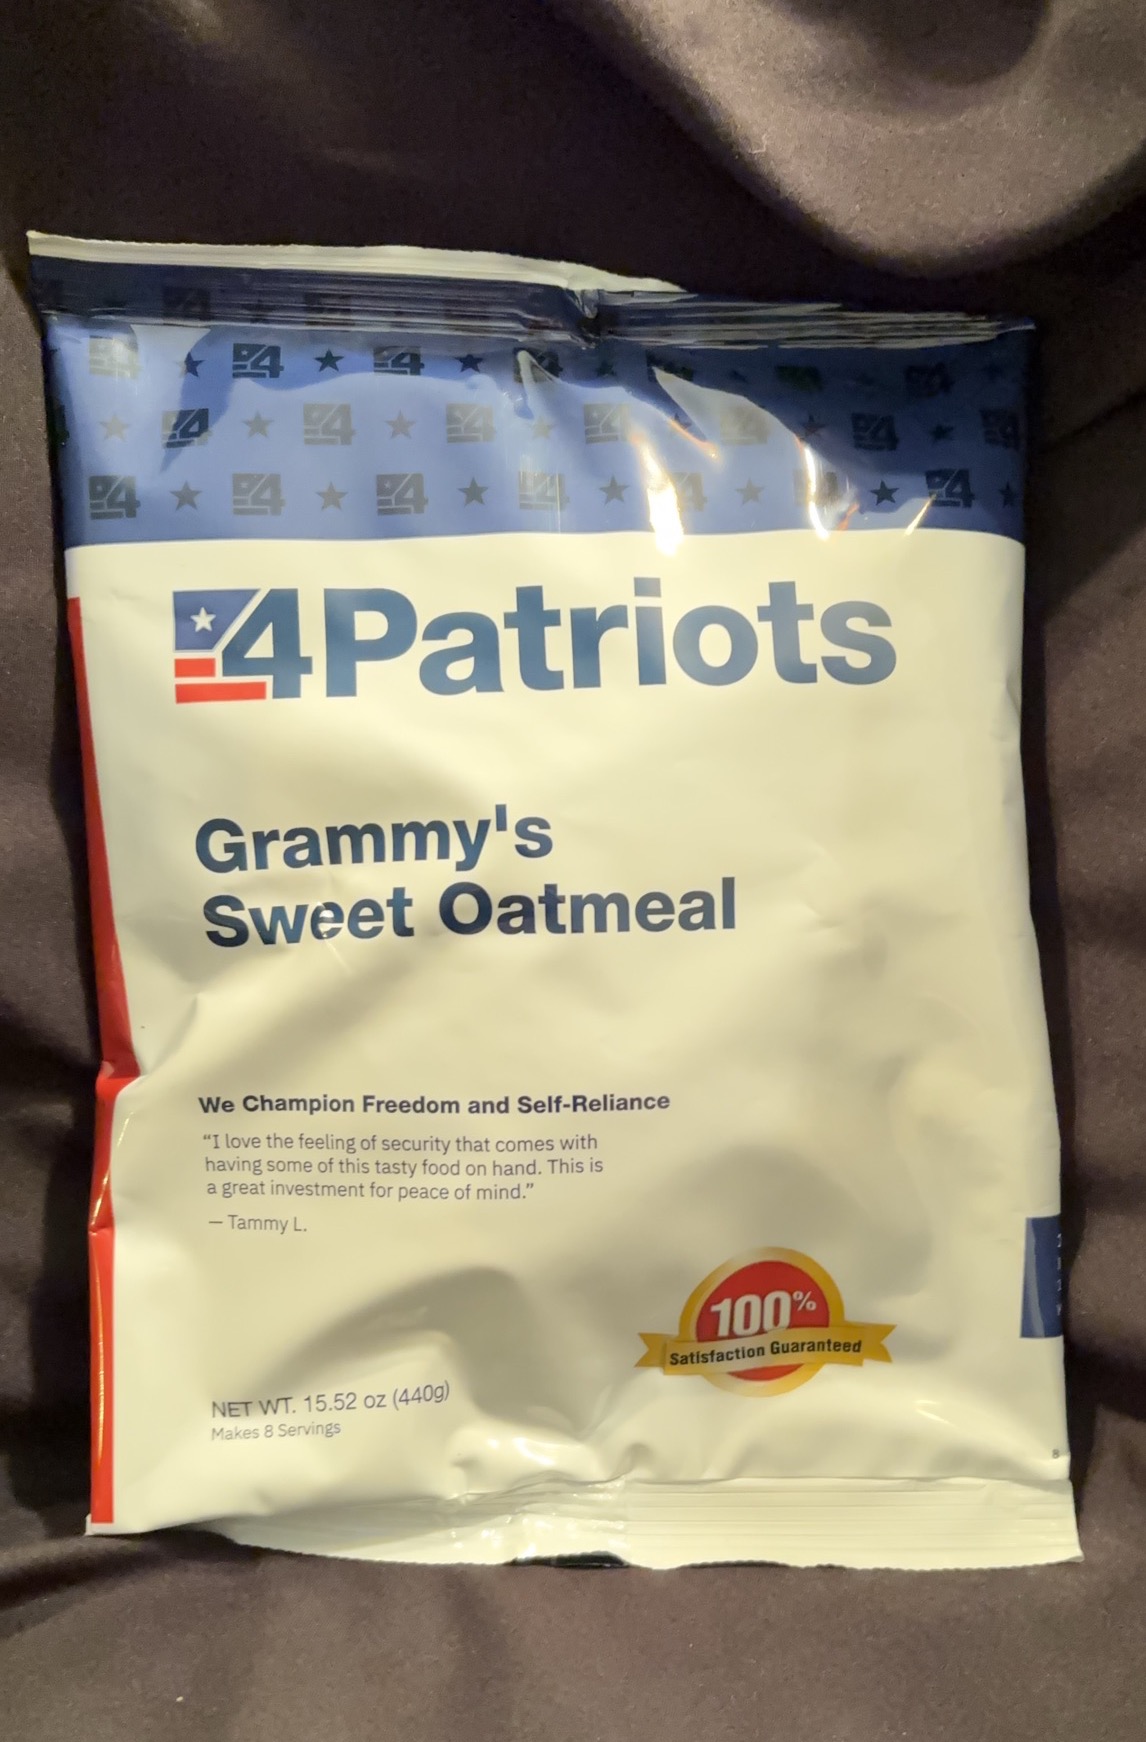 4Patriots
Grammy's
Sweet Oatmeal
We Champion Freedom and Self-Reliance
“I love the feeling of security that comes with
having some of this tasty food on hand. This is
a great investment for peace of mind.”
— Tammy L.
100%
Satisfaction Guaranteed
NET WT. 15.52 oz (440g)
Makes 8 Servings
8